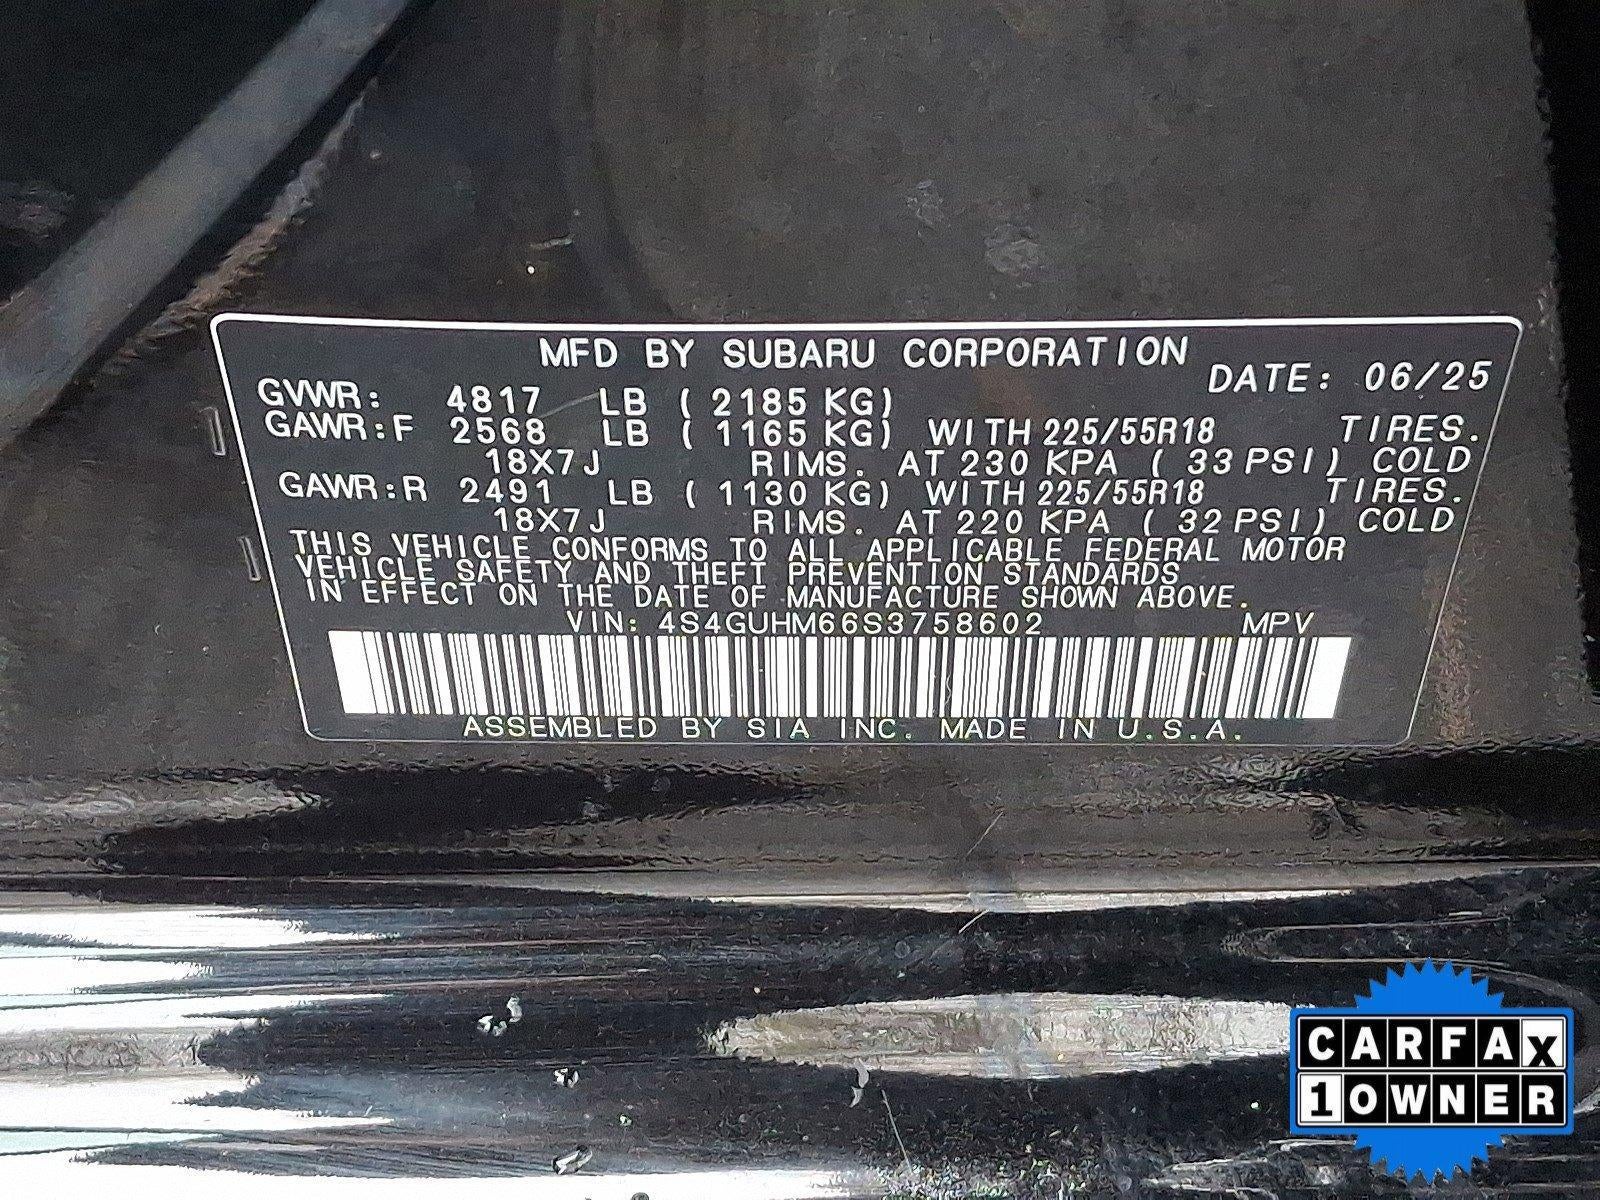 MFD BY SUBARU CORPORATION
DATE: 06/25
GVWR: 4817 LB ( 2185 KG)
GAWR:F 2568 LB ( 1165 KG) WITH 225/55R18 TIRES.
18X7J RIMS. AT 230 KPA ( 33 PSI) COLD
GAWR:R 2491 LB ( 1130 KG) WITH 225/55R18 TIRES.
18X7J RIMS. AT 220 KPA ( 32 PSI) COLD
THIS VEHICLE CONFORMS TO ALL APPLICABLE FEDERAL MOTOR
VEHICLE SAFETY AND THEFT PREVENTION STANDARDS
IN EFFECT ON THE DATE OF MANUFACTURE SHOWN ABOVE.
VIN: 4S4GUHM66S3758602 MPV
ASSEMBLED BY SIA INC. MADE IN U.S.A.
CARFAX
1 OWNER